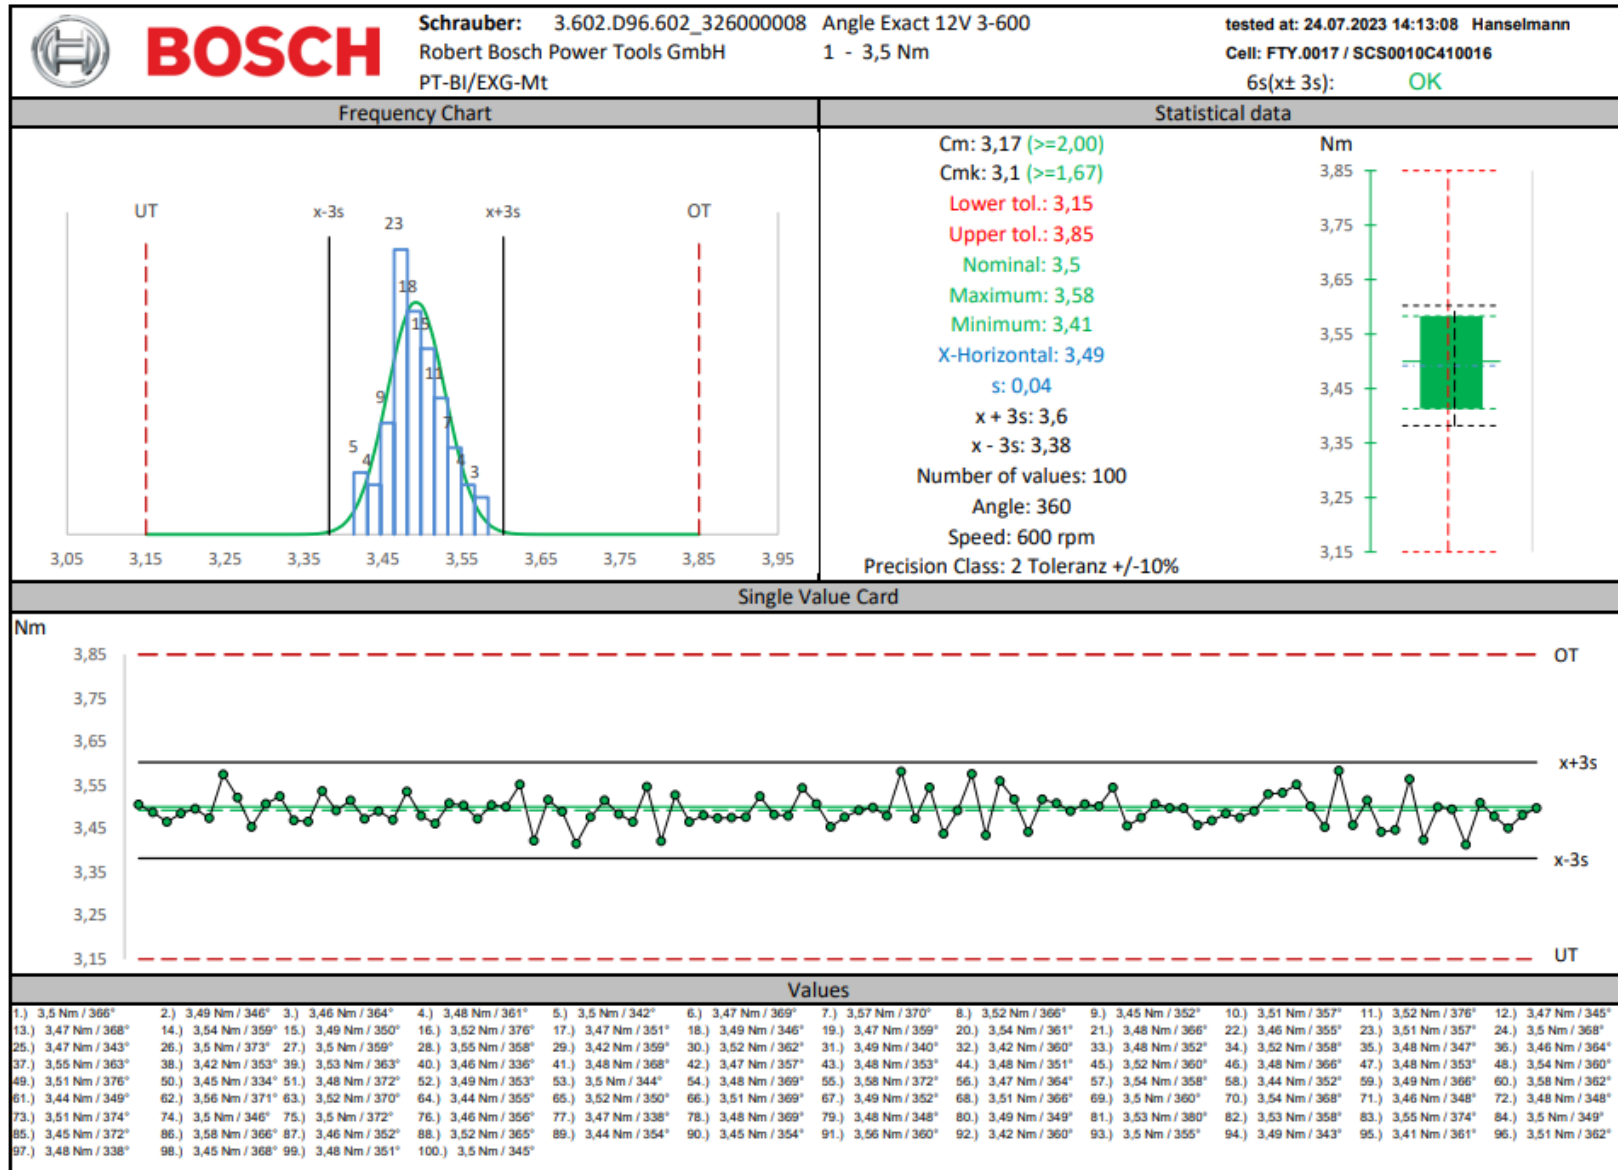 BOSCH
Schrauber: 3.602.D96.602_326000008 Angle Exact 12V 3-600
Robert Bosch Power Tools GmbH 1 - 3,5 Nm
PT-BI/EXG-Mt
tested at: 24.07.2023 14:13:08 Hanselmann
Cell: FTY.0017 / SCS0010C410016
6s(x± 3s): OK
Frequency Chart
UT x-3s x+3s OT
23
18
15
11
9
7
5
4
4
3
3,05 3,15 3,25 3,35 3,45 3,55 3,65 3,75 3,85 3,95
Statistical data
Cm: 3,17 (>=2,00)
Cmk: 3,1 (>=1,67)
Lower tol.: 3,15
Upper tol.: 3,85
Nominal: 3,5
Maximum: 3,58
Minimum: 3,41
X-Horizontal: 3,49
s: 0,04
x + 3s: 3,6
x - 3s: 3,38
Number of values: 100
Angle: 360
Speed: 600 rpm
Precision Class: 2 Toleranz +/-10%
Nm
3,85
3,75
3,65
3,55
3,45
3,35
3,25
3,15
Single Value Card
Nm
3,85 OT
3,75
3,65
x+3s
3,55
3,45
3,35 x-3s
3,25
3,15 UT
Values
1.) 3,5 Nm / 366° 2.) 3,49 Nm / 346° 3.) 3,46 Nm / 364° 4.) 3,48 Nm / 361° 5.) 3,5 Nm / 342° 6.) 3,47 Nm / 369° 7.) 3,57 Nm / 370° 8.) 3,52 Nm / 366° 9.) 3,45 Nm / 352° 10.) 3,51 Nm / 357° 11.) 3,52 Nm / 376° 12.) 3,47 Nm / 345°
13.) 3,47 Nm / 368° 14.) 3,54 Nm / 359° 15.) 3,49 Nm / 350° 16.) 3,52 Nm / 376° 17.) 3,47 Nm / 351° 18.) 3,49 Nm / 346° 19.) 3,47 Nm / 359° 20.) 3,54 Nm / 361° 21.) 3,48 Nm / 366° 22.) 3,46 Nm / 355° 23.) 3,51 Nm / 357° 24.) 3,5 Nm / 368°
25.) 3,47 Nm / 343° 26.) 3,5 Nm / 373° 27.) 3,5 Nm / 359° 28.) 3,55 Nm / 358° 29.) 3,42 Nm / 359° 30.) 3,52 Nm / 362° 31.) 3,49 Nm / 340° 32.) 3,42 Nm / 360° 33.) 3,48 Nm / 352° 34.) 3,52 Nm / 358° 35.) 3,48 Nm / 347° 36.) 3,46 Nm / 364°
37.) 3,55 Nm / 363° 38.) 3,42 Nm / 353° 39.) 3,53 Nm / 363° 40.) 3,46 Nm / 336° 41.) 3,48 Nm / 368° 42.) 3,47 Nm / 357° 43.) 3,48 Nm / 353° 44.) 3,48 Nm / 351° 45.) 3,52 Nm / 360° 46.) 3,48 Nm / 366° 47.) 3,48 Nm / 353° 48.) 3,54 Nm / 360°
49.) 3,51 Nm / 376° 50.) 3,45 Nm / 334° 51.) 3,48 Nm / 372° 52.) 3,49 Nm / 353° 53.) 3,5 Nm / 344° 54.) 3,48 Nm / 369° 55.) 3,58 Nm / 372° 56.) 3,47 Nm / 364° 57.) 3,54 Nm / 358° 58.) 3,44 Nm / 352° 59.) 3,49 Nm / 366° 60.) 3,58 Nm / 362°
61.) 3,44 Nm / 349° 62.) 3,56 Nm / 371° 63.) 3,52 Nm / 370° 64.) 3,44 Nm / 355° 65.) 3,52 Nm / 350° 66.) 3,51 Nm / 369° 67.) 3,49 Nm / 352° 68.) 3,51 Nm / 366° 69.) 3,5 Nm / 360° 70.) 3,54 Nm / 368° 71.) 3,46 Nm / 348° 72.) 3,48 Nm / 348°
73.) 3,51 Nm / 374° 74.) 3,5 Nm / 346° 75.) 3,5 Nm / 372° 76.) 3,46 Nm / 356° 77.) 3,47 Nm / 338° 78.) 3,48 Nm / 369° 79.) 3,48 Nm / 348° 80.) 3,49 Nm / 349° 81.) 3,53 Nm / 380° 82.) 3,53 Nm / 358° 83.) 3,55 Nm / 374° 84.) 3,5 Nm / 349°
85.) 3,45 Nm / 372° 86.) 3,58 Nm / 366° 87.) 3,46 Nm / 352° 88.) 3,52 Nm / 365° 89.) 3,44 Nm / 354° 90.) 3,45 Nm / 354° 91.) 3,56 Nm / 360° 92.) 3,42 Nm / 360° 93.) 3,5 Nm / 355° 94.) 3,49 Nm / 343° 95.) 3,41 Nm / 361° 96.) 3,51 Nm / 362°
97.) 3,48 Nm / 338° 98.) 3,45 Nm / 368° 99.) 3,48 Nm / 351° 100.) 3,5 Nm / 345°